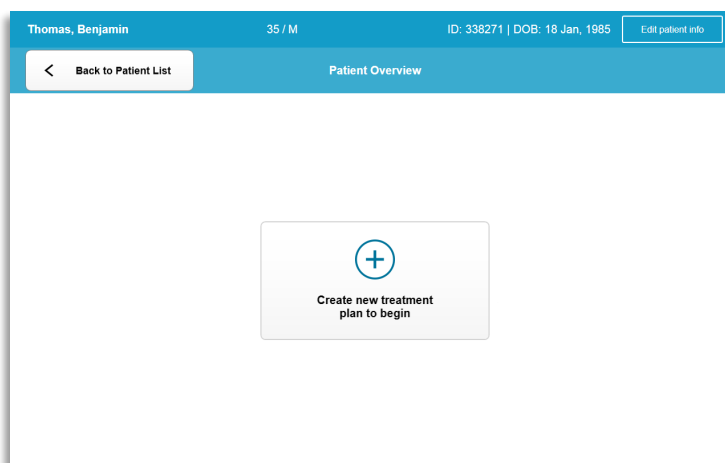 Thomas, Benjamin 35 / M ID: 338271 | DOB: 18 Jan, 1985 Edit patient info
Back to Patient List Patient Overview
Create new treatment
plan to begin